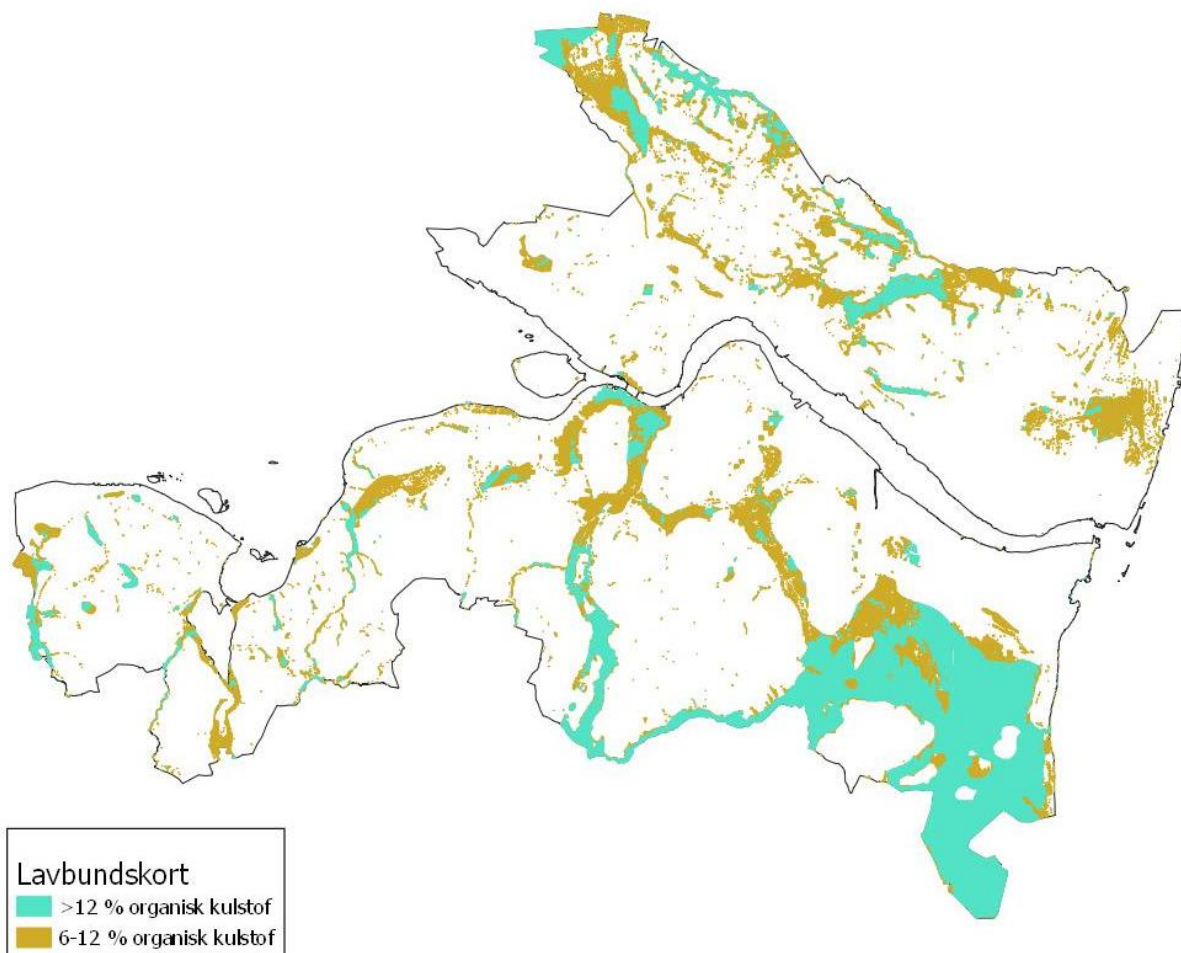 Lavbundskort
>12 % organisk kulstof
6-12 % organisk kulstof